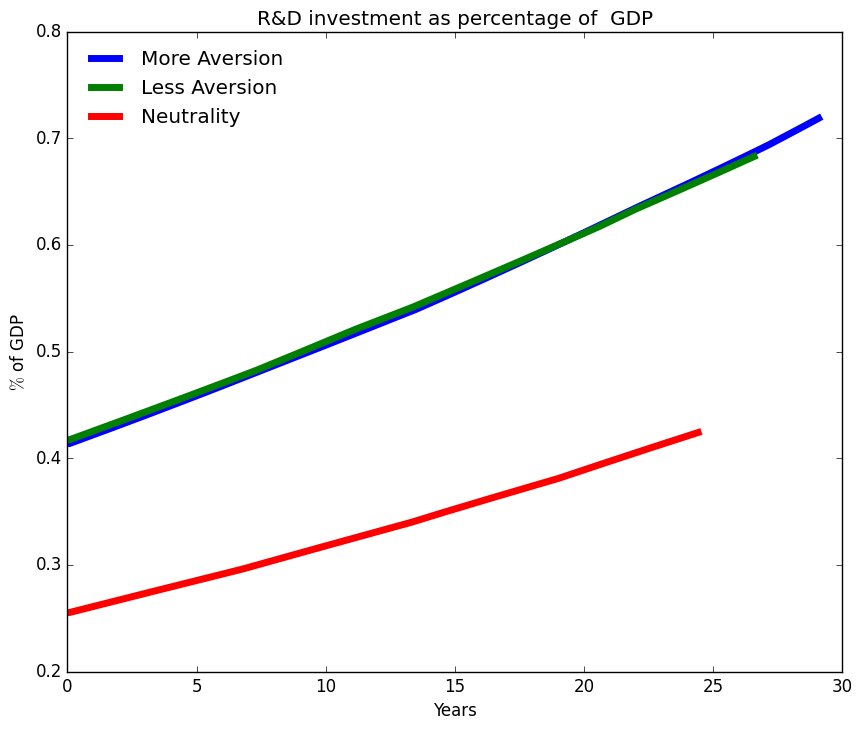 R&D investment as percentage of  GDP
0.8
0.7
0.6
0.5
0.4
0.3
0.2
% of GDP
More Aversion
Less Aversion
Neutrality
0 5 10 15 20 25 30
Years